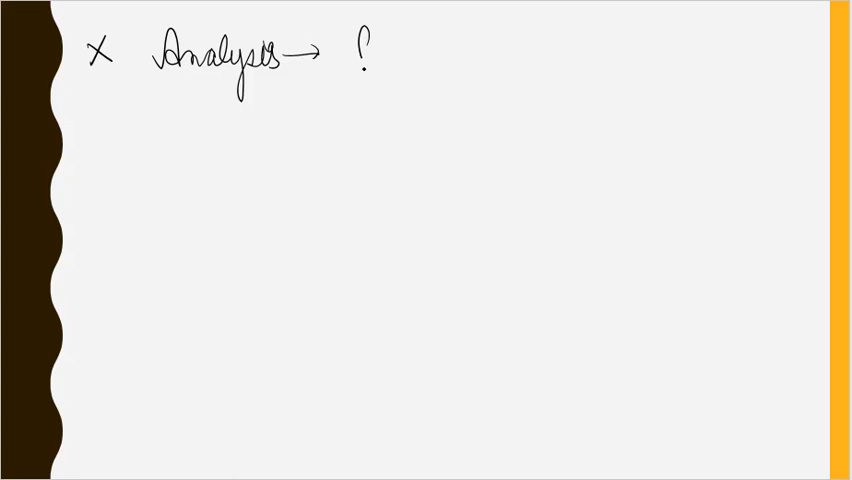 × Analysis → ?